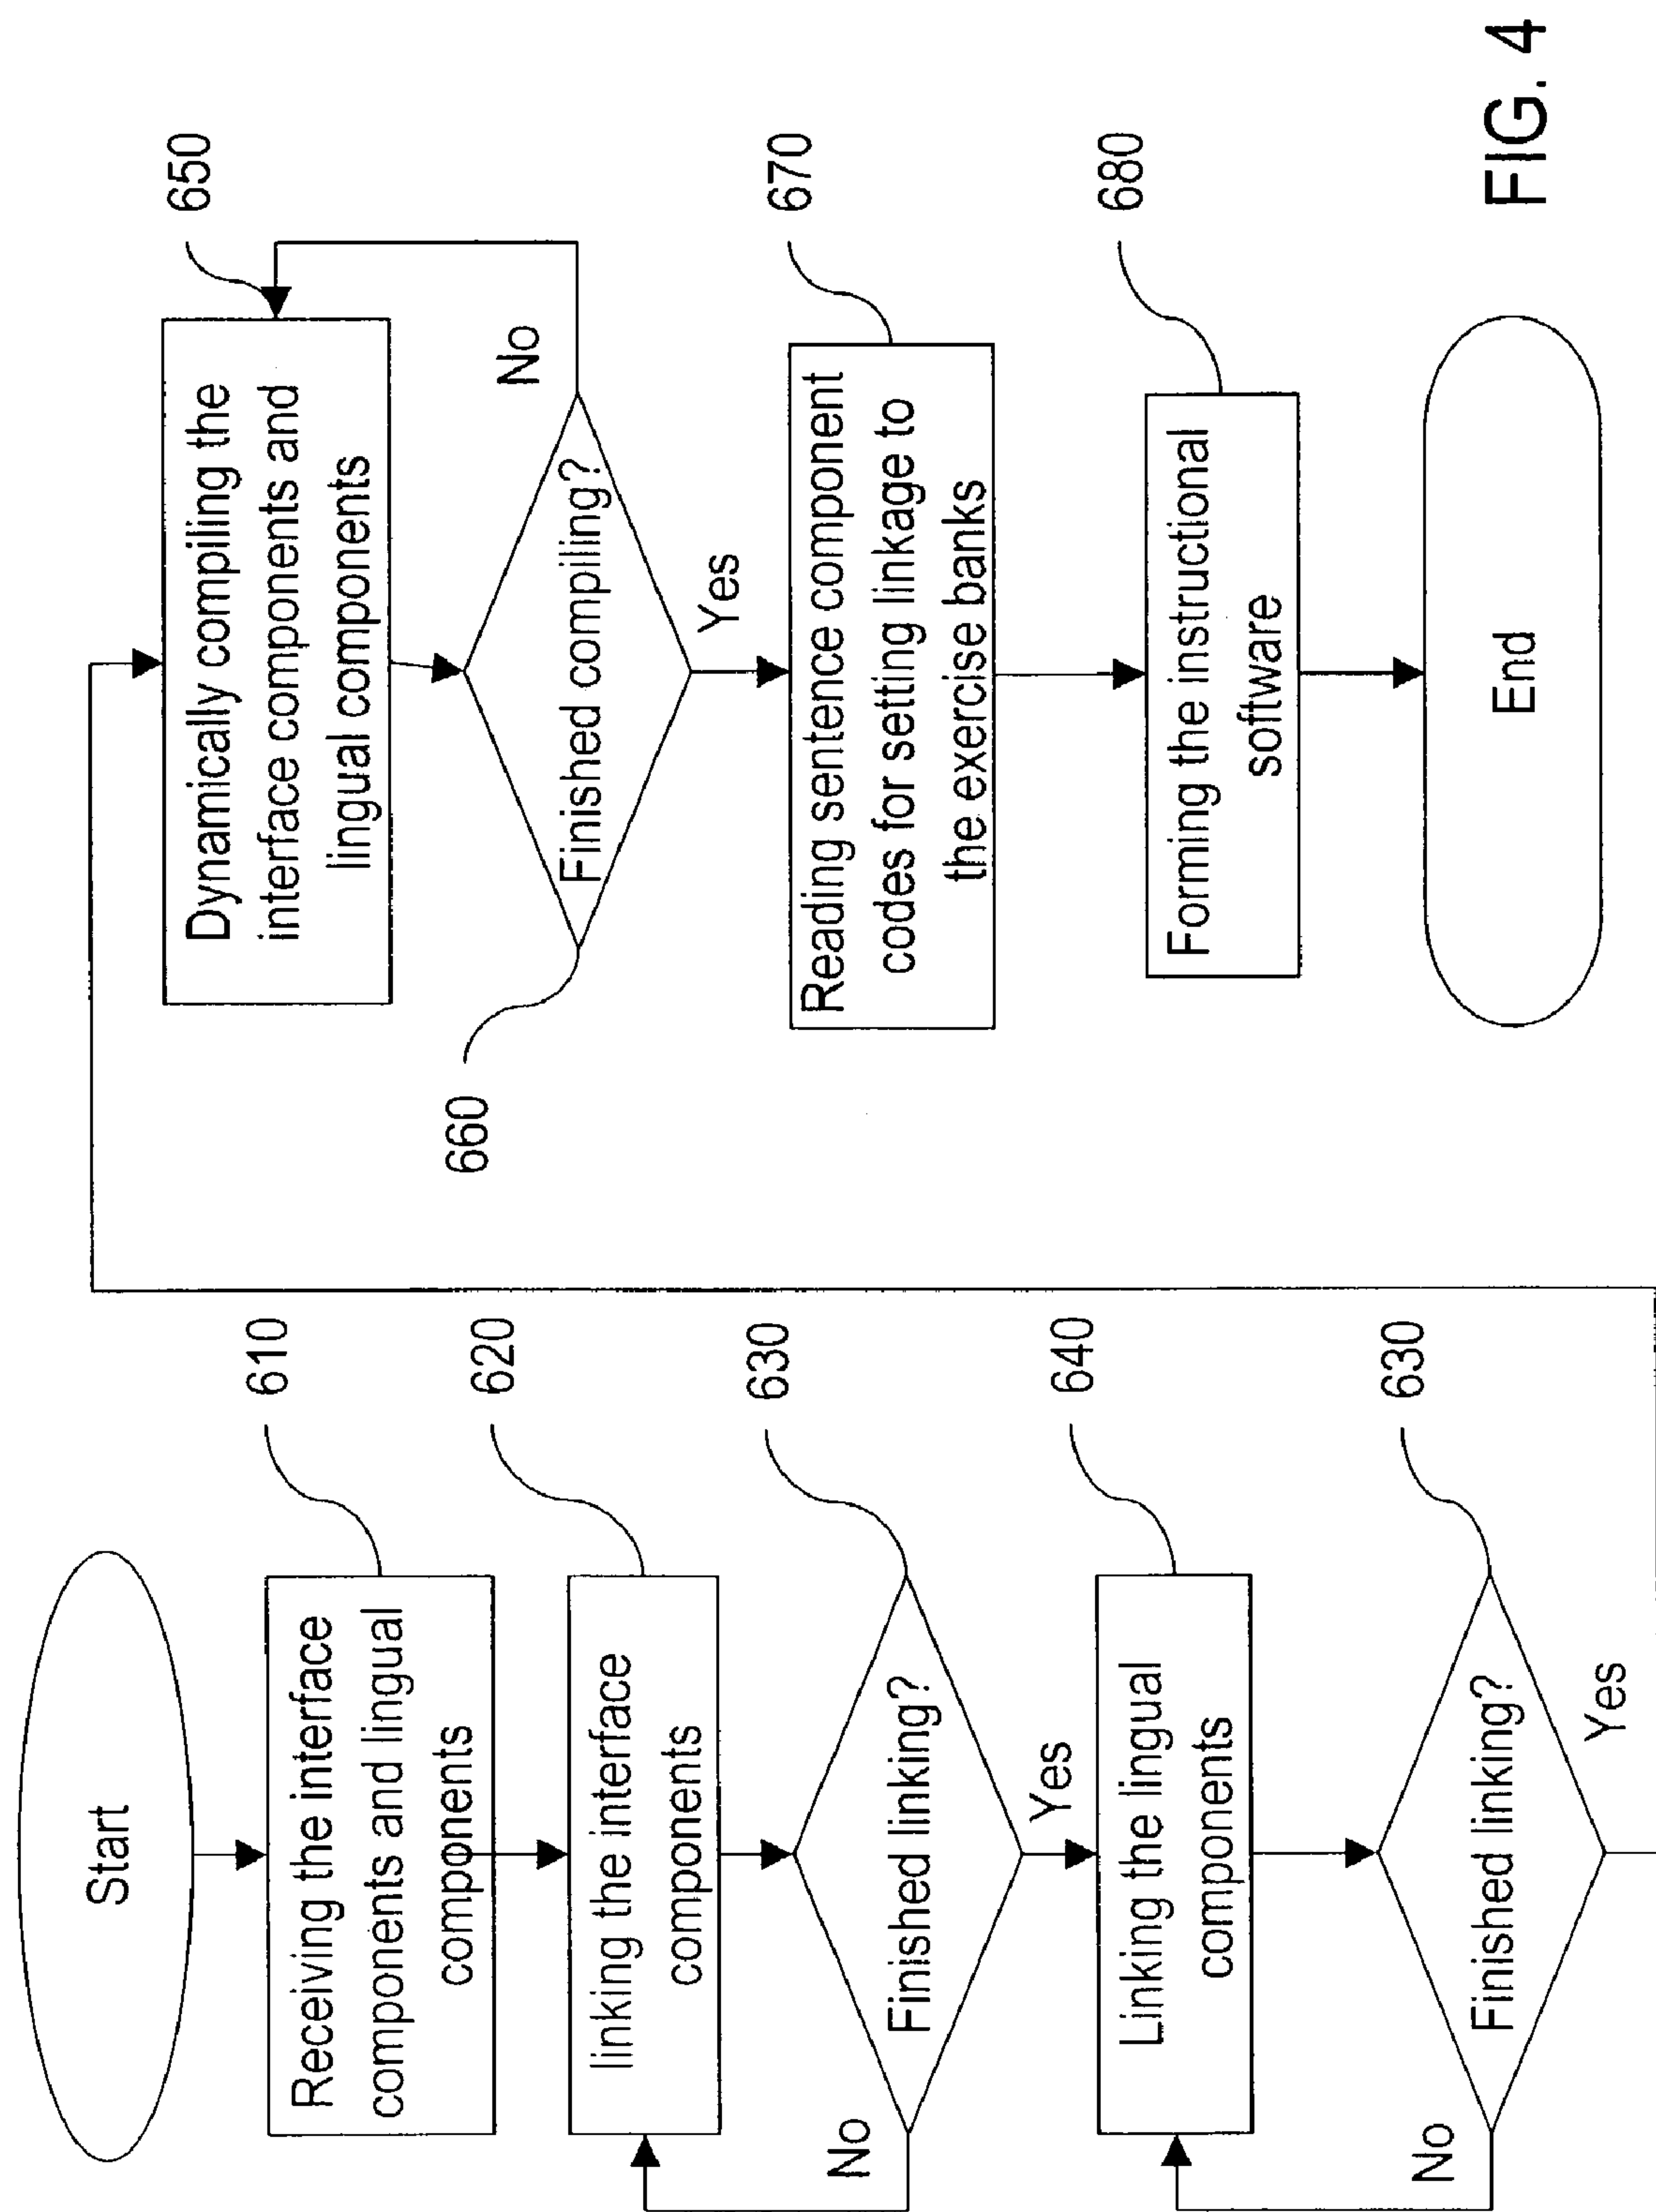 Start
610
Receiving the interface
components and lingual
components
620
linking the interface
components
630
Finished linking?
No
Yes
640
Linking the lingual
components
630
Finished linking?
No
Yes
650
Dynamically compiling the
interface components and
lingual components
No
660
Finished compiling?
Yes
670
Reading sentence component
codes for setting linkage to
the exercise banks
680
Forming the instructional
software
End
FIG. 4